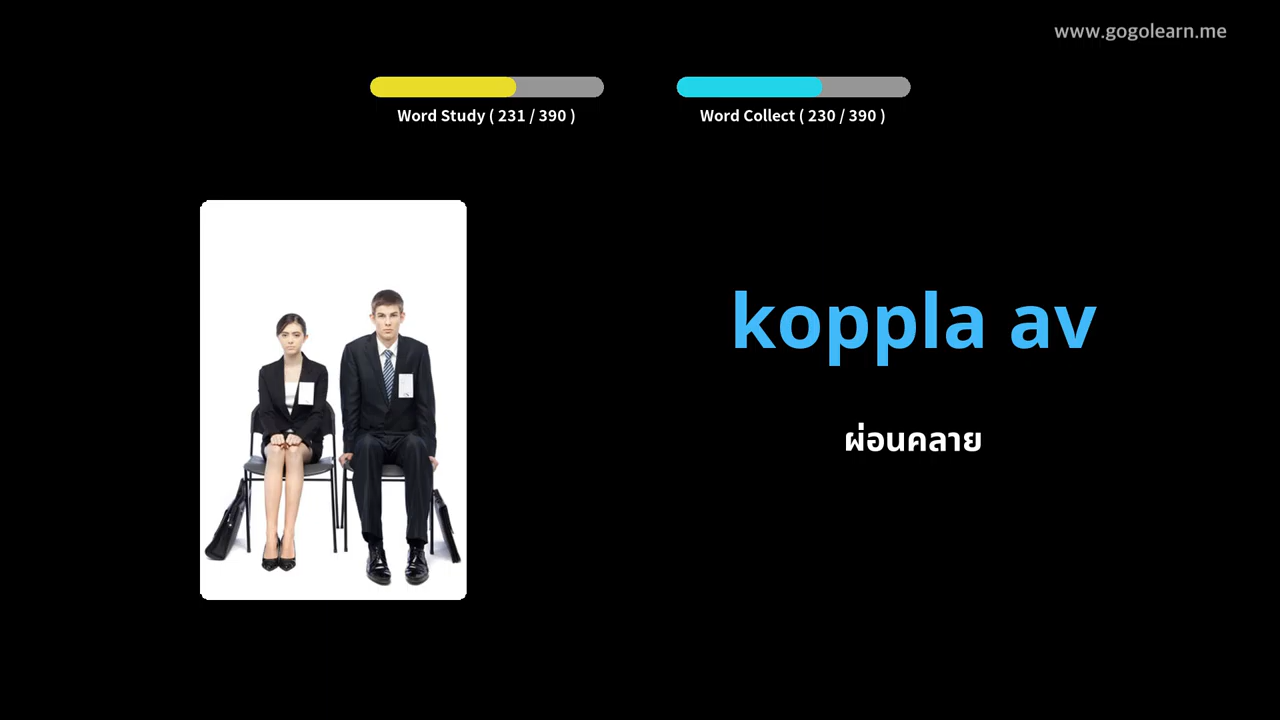 www.gogolearn.me
Word Study ( 231 / 390 )
Word Collect ( 230 / 390 )
koppla av
ผ่อนคลาย